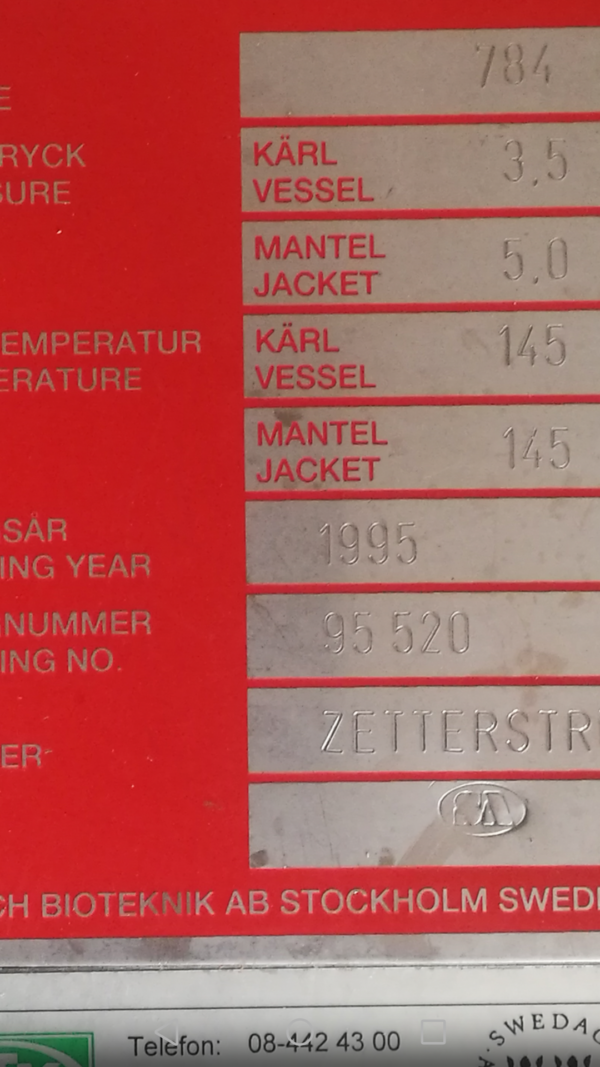 784
E
RYCK KÄRL 3,5
SURE VESSEL
MANTEL 5,0
JACKET
EMPERATUR KÄRL 145
ERATURE VESSEL
MANTEL 145
JACKET
SÅR 1995
ING YEAR
NUMMER 95 520
ING NO.
ZETTERSTR
ER
CH BIOTEKNIK AB STOCKHOLM SWED
Telefon: 08-442 43 00
SWEDAC